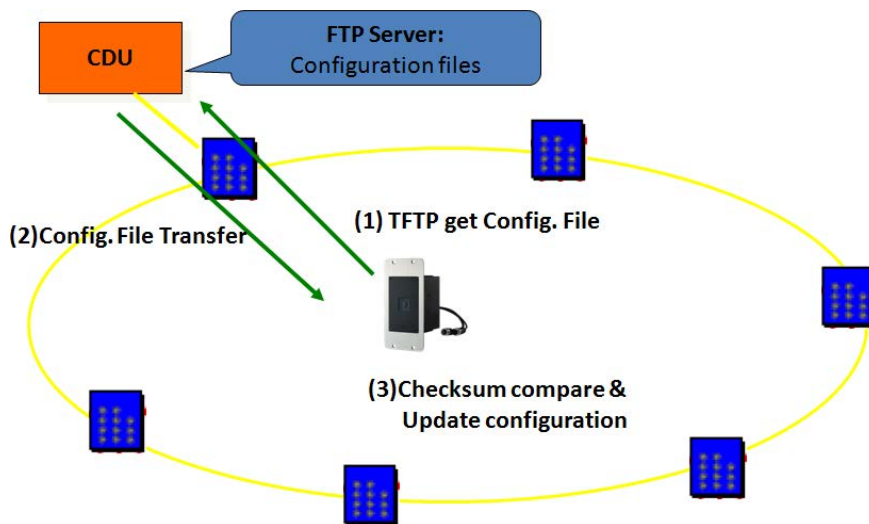 CDU
FTP Server:
Configuration files
(1) TFTP get Config. File
(2)Config. File Transfer
(3)Checksum compare &
Update configuration